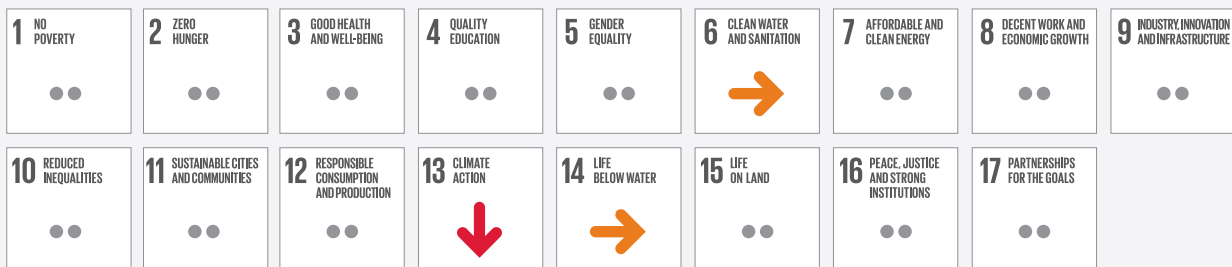 1 NO
POVERTY
2 ZERO
HUNGER
3 GOOD HEALTH
AND WELL-BEING
4 QUALITY
EDUCATION
5 GENDER
EQUALITY
6 CLEAN WATER
AND SANITATION
7 AFFORDABLE AND
CLEAN ENERGY
8 DECENT WORK AND
ECONOMIC GROWTH
9 INDUSTRY, INNOVATION
AND INFRASTRUCTURE
10 REDUCED
INEQUALITIES
11 SUSTAINABLE CITIES
AND COMMUNITIES
12 RESPONSIBLE
CONSUMPTION
AND PRODUCTION
13 CLIMATE
ACTION
14 LIFE
BELOW WATER
15 LIFE
ON LAND
16 PEACE, JUSTICE
AND STRONG
INSTITUTIONS
17 PARTNERSHIPS
FOR THE GOALS